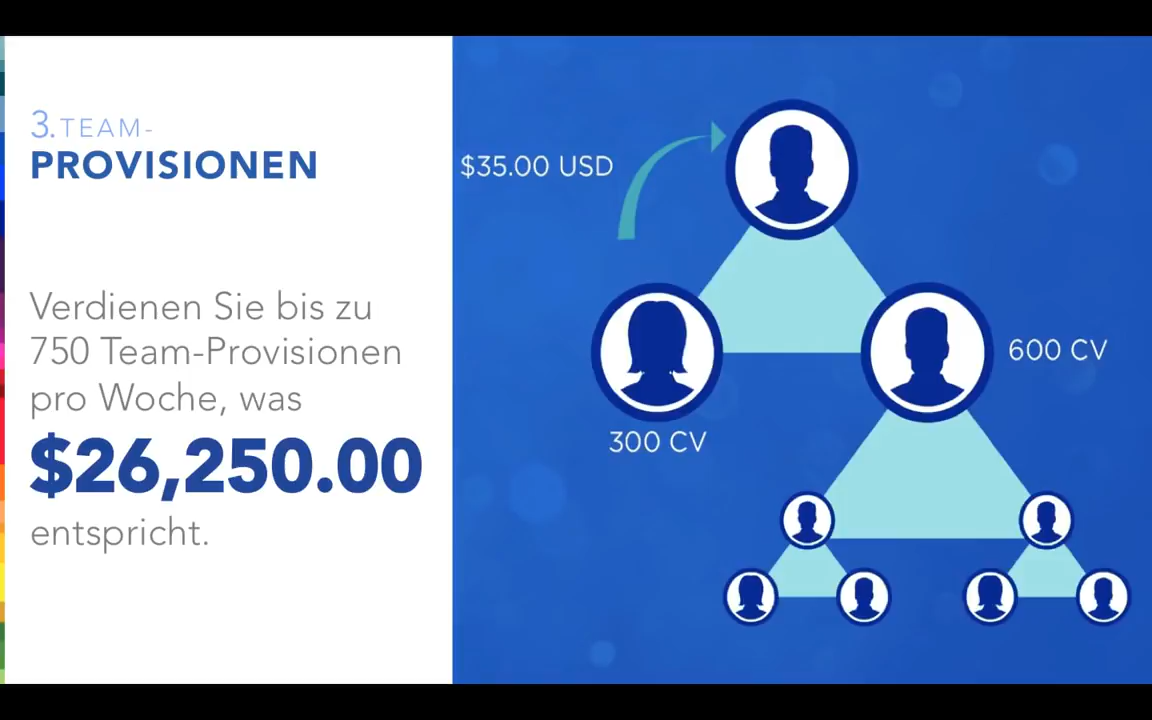 3. TEAM-
PROVISIONEN
Verdienen Sie bis zu
750 Team-Provisionen
pro Woche, was
$26,250.00
entspricht.
$35.00 USD
600 CV
300 CV